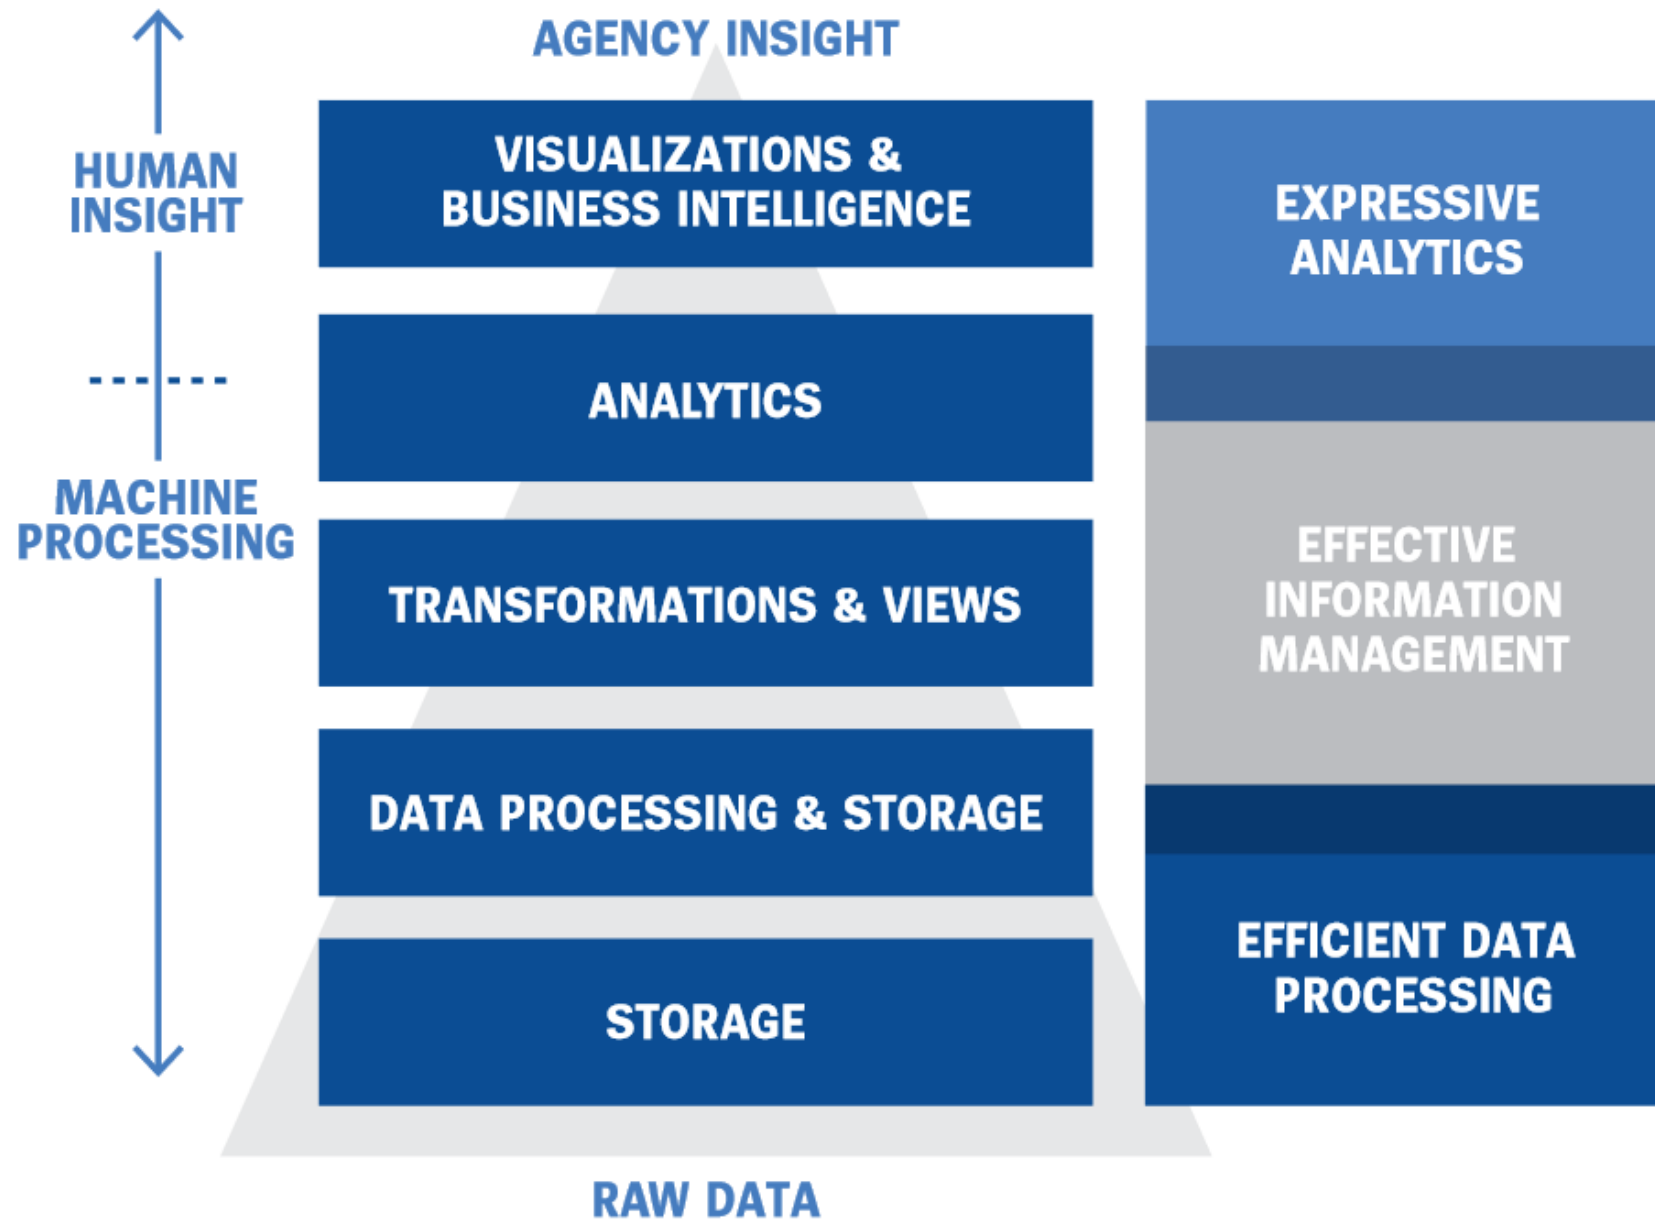 AGENCY INSIGHT
HUMAN
INSIGHT
MACHINE
PROCESSING
VISUALIZATIONS &
BUSINESS INTELLIGENCE
ANALYTICS
TRANSFORMATIONS & VIEWS
DATA PROCESSING & STORAGE
STORAGE
EXPRESSIVE
ANALYTICS
EFFECTIVE
INFORMATION
MANAGEMENT
EFFICIENT DATA
PROCESSING
RAW DATA